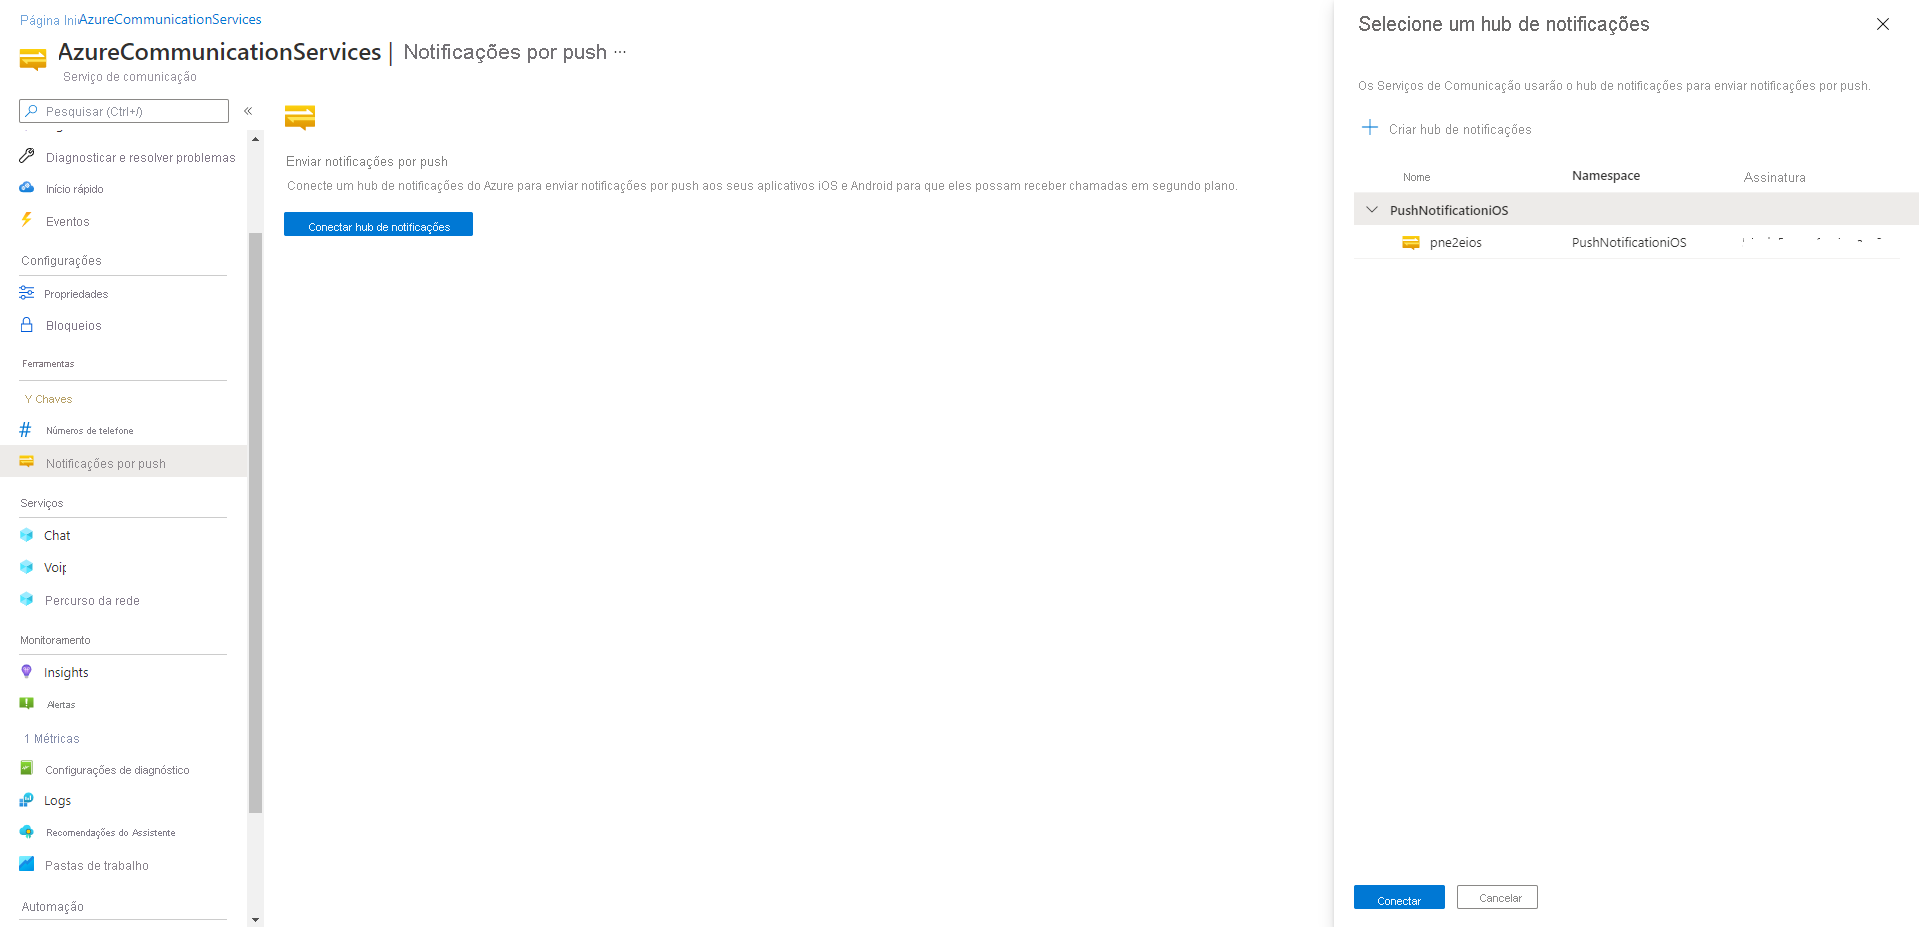 Página Ini
AzureCommunicationServices
AzureCommunicationServices | Notificações por push ···
Serviço de comunicação
Pesquisar (Ctrl+/)
«
Diagnosticar e resolver problemas
Início rápido
Eventos
Configurações
Propriedades
Bloqueios
Ferramentas
Y Chaves
# Números de telefone
Notificações por push
Serviços
Chat
Voip
Percurso da rede
Monitoramento
Insights
Alertas
1 Métricas
Configurações de diagnóstico
Logs
Recomendações do Assistente
Pastas de trabalho
Automação
Enviar notificações por push
Conecte um hub de notificações do Azure para enviar notificações por push aos seus aplicativos iOS e Android para que eles possam receber chamadas em segundo plano.
Conectar hub de notificações
Selecione um hub de notificações
Os Serviços de Comunicação usarão o hub de notificações para enviar notificações por push.
Criar hub de notificações
Nome Namespace Assinatura
PushNotificationiOS
pne2eios PushNotificationiOS
Conectar Cancelar